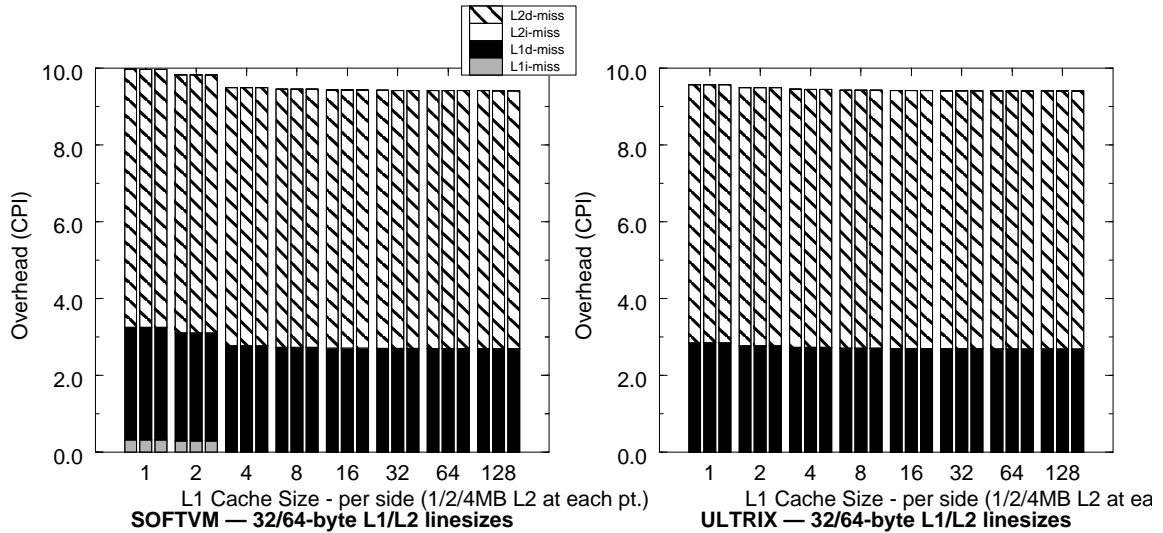 L2d-miss
L2i-miss
L1d-miss
L1i-miss
10.0
8.0
6.0
4.0
2.0
0.0
Overhead (CPI)
1 2 4 8 16 32 64 128
L1 Cache Size - per side (1/2/4MB L2 at each pt.)
SOFTVM — 32/64-byte L1/L2 linesizes
10.0
8.0
6.0
4.0
2.0
0.0
Overhead (CPI)
1 2 4 8 16 32 64 128
L1 Cache Size - per side (1/2/4MB L2 at ea
ULTRIX — 32/64-byte L1/L2 linesizes